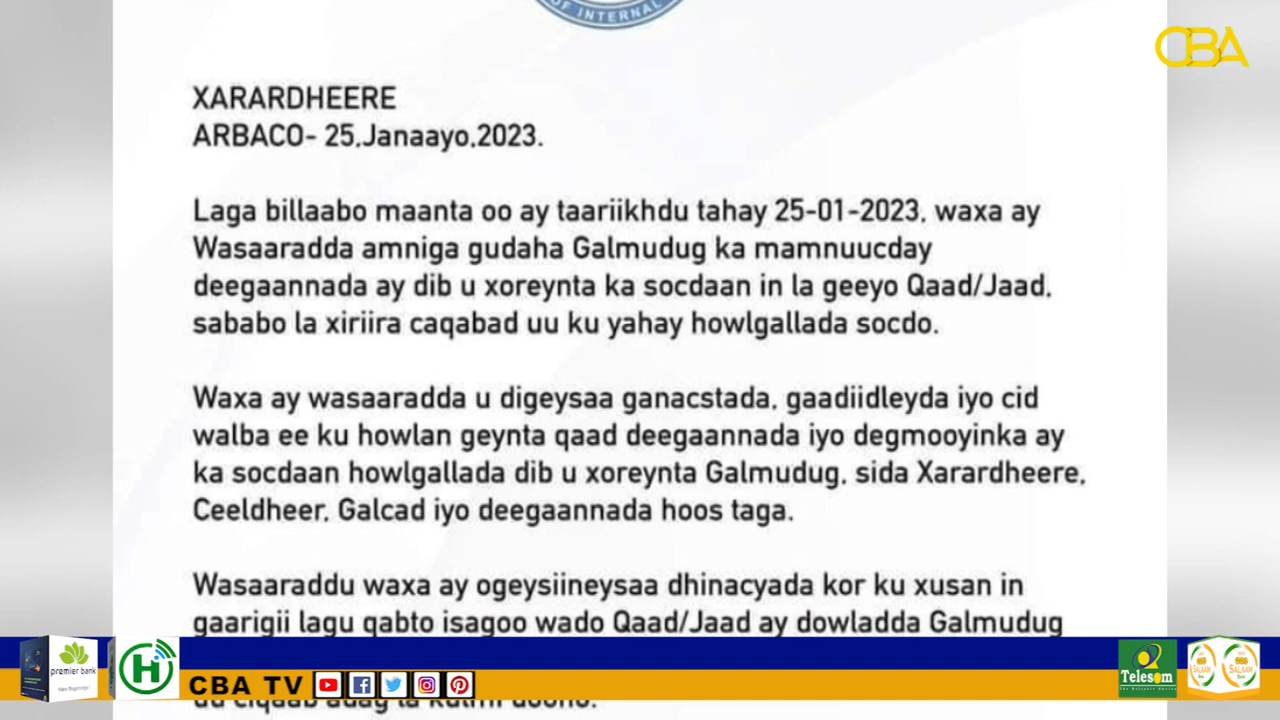 OF INTERNAL
CBA
XARARDHEERE
ARBACO- 25.Janaayo.2023.
Laga billaabo maanta oo ay taariikhdu tahay 25-01-2023, waxa ay
Wasaaradda amniga gudaha Galmudug ka mamnuucday
deegaannada ay dib u xoreynta ka socdaan in la geeyo Qaad/Jaad,
sababo la xiriira caqabad uu ku yahay howlgallada socdo.
Waxa ay wasaaradda u digeysaa ganacstada, gaadiidleyda iyo cid
walba ee ku howlan geynta qaad deegaannada iyo degmooyinka ay
ka socdaan howlgallada dib u xoreynta Galmudug, sida Xarardheere,
Ceeldheer, Galcad iyo deegaannada hoos taga.
Wasaaraddu waxa ay ogeysiineysaa dhinacyada kor ku xusan in
gaarigii lagu qabto isagoo wado Qaad/Jaad ay dowladda Galmudug
premier bank
H
CBA TV
Telesom
SALAAM
SALAAM